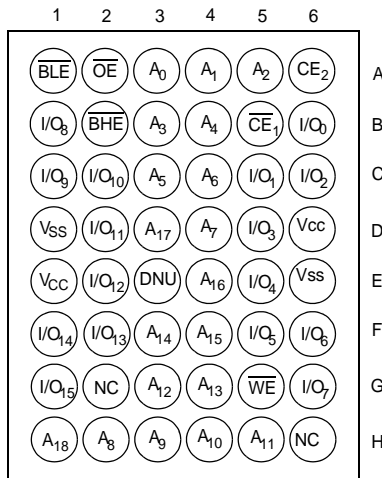 1 2 3 4 5 6
BLE OE A0 A1 A2 CE2 A
I/O8 BHE A3 A4 CE1 I/O0 B
I/O9 I/O10 A5 A6 I/O1 I/O2 C
VSS I/O11 A17 A7 I/O3 Vcc D
VCC I/O12 DNU A16 I/O4 Vss E
I/O14 I/O13 A14 A15 I/O5 I/O6 F
I/O15 NC A12 A13 WE I/O7 G
A18 A8 A9 A10 A11 NC H